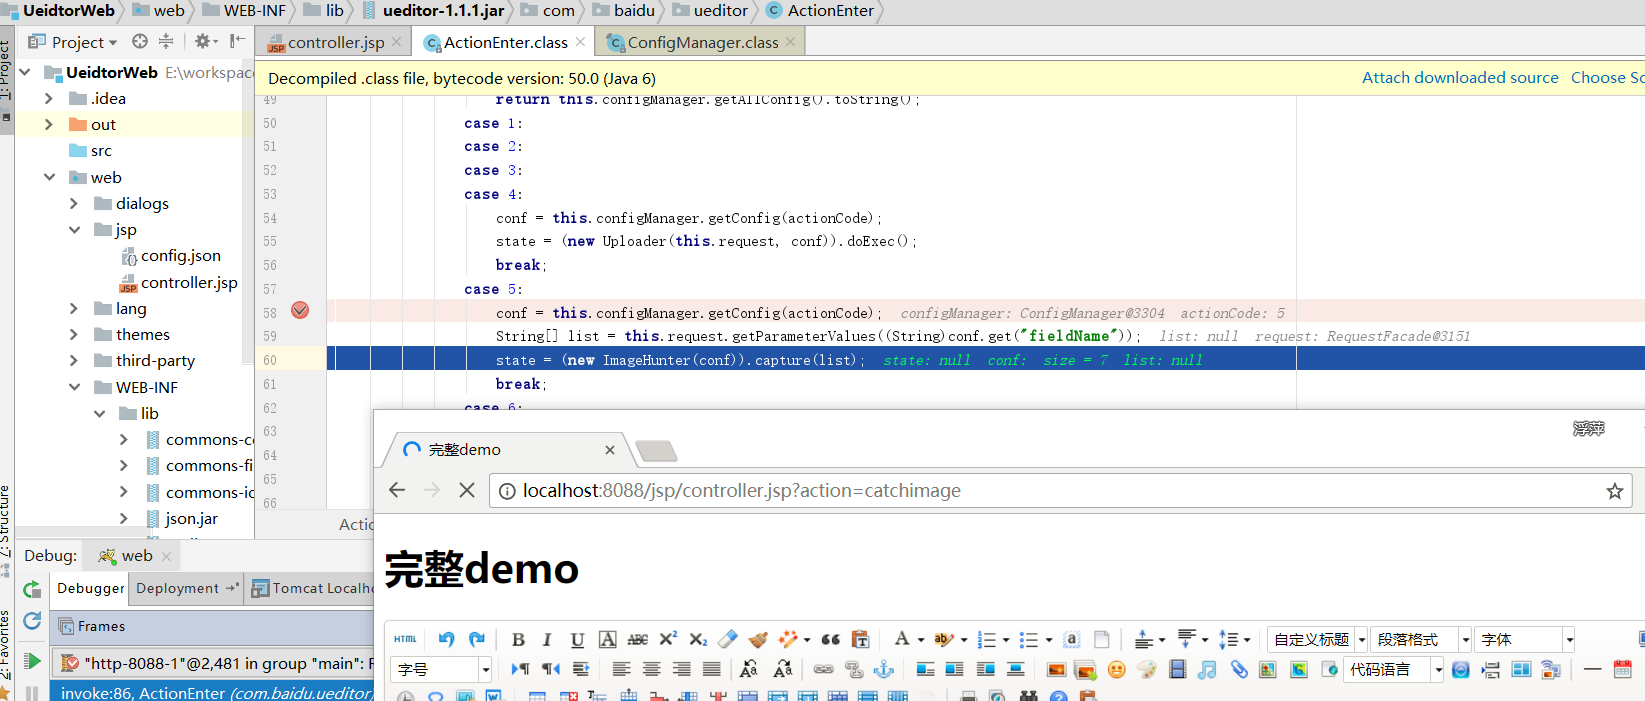 UeidtorWeb web WEB-INF lib ueditor-1.1.1.jar com baidu ueditor ActionEnter
Project
controller.jsp
ActionEnter.class
ConfigManager.class
1: Project
UeidtorWeb E:\workspac
.idea
out
src
web
dialogs
jsp
config.json
controller.jsp
lang
themes
third-party
WEB-INF
lib
commons-c
commons-fi
commons-ic
json.jar
Decompiled .class file, bytecode version: 50.0 (Java 6)
Attach downloaded source Choose So
49 return this.configManager.getAllConfig().toString();
50 case 1:
51 case 2:
52 case 3:
53 case 4:
54 conf = this.configManager.getConfig(actionCode);
55 state = (new Uploader(this.request, conf)).doExec();
56 break;
57 case 5:
58 conf = this.configManager.getConfig(actionCode); configManager: ConfigManager@3304 actionCode: 5
59 String[] list = this.request.getParameterValues((String)conf.get("fieldName")); list: null request: RequestFacade@3151
60 state = (new ImageHunter(conf)).capture(list); state: null conf: size = 7 list: null
61 break;
62 case 6:
63
64
65
66
Actio
浮萍
完整demo
localhost:8088/jsp/controller.jsp?action=catchimage
完整demo
HTML B I U A ABC X² X₂
自定义标题 段落格式 字体
字号
代码语言
7: Structure
2: Favorites
Debug: web
Debugger Deployment Tomcat Localho
Frames
"http-8088-1"@2,481 in group "main": R
invoke:86, ActionEnter (com.baidu.ueditor)